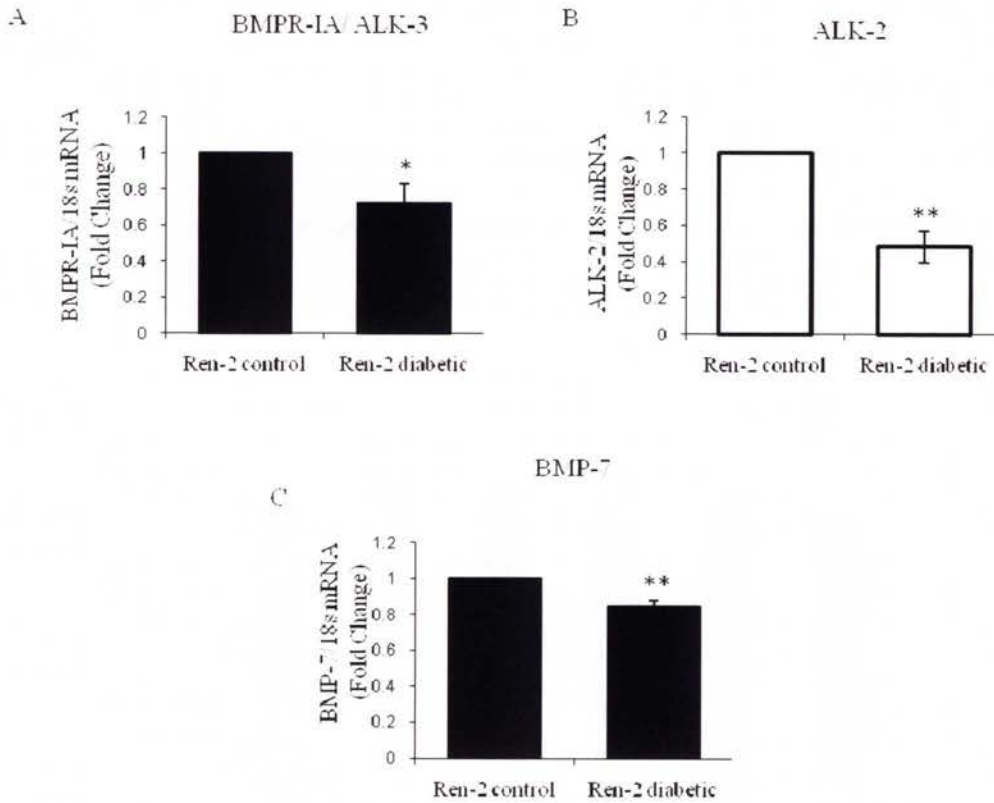 A
BMPR-IA/ ALK-3
BMPR-IA/18s mRNA
(Fold Change)
1.2
1
0.8
0.6
0.4
0.2
0
*
Ren-2 control
Ren-2 diabetic
B
ALK-2
ALK-2/18s mRNA
(Fold Change)
1.2
1
0.8
0.6
0.4
0.2
0
**
Ren-2 control
Ren-2 diabetic
BMP-7
C
BMP-7/18s mRNA
(Fold Change)
1.2
1
0.8
0.6
0.4
0.2
0
**
Ren-2 control
Ren-2 diabetic